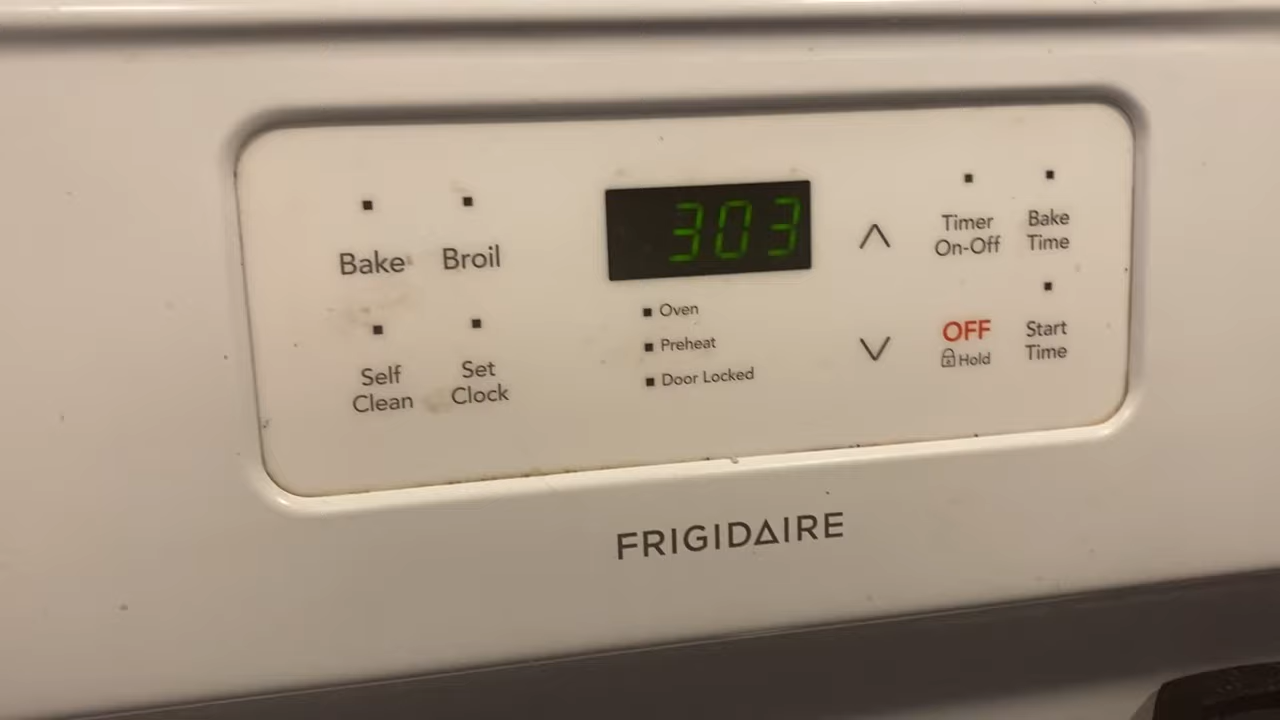 303
Bake
Broil
Self
Clean
Set
Clock
Oven
Preheat
Door Locked
Timer
On-Off
Bake
Time
OFF
Hold
Start
Time
FRIGIDAIRE